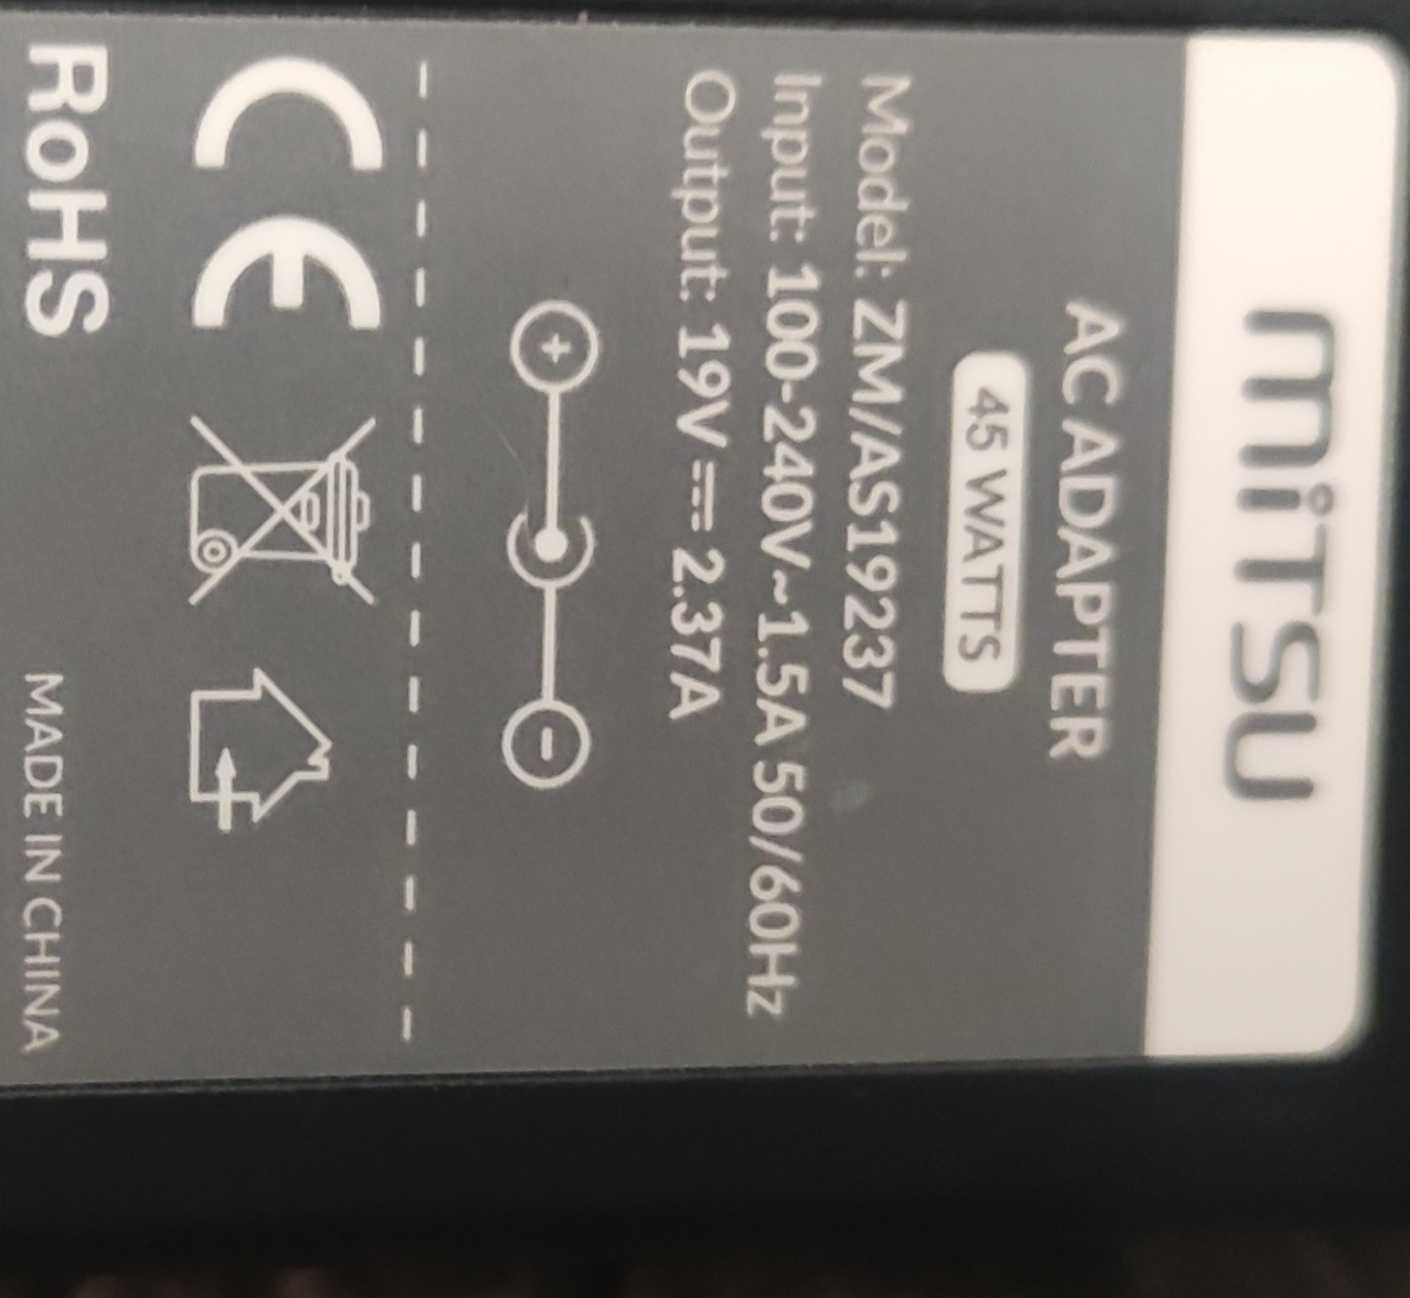 mitsu
AC ADAPTER
45 WATTS
Model: ZM/AS19237
Input: 100-240V~1.5A 50/60Hz
Output: 19V⎓2.37A
+ -
CE
RoHS
MADE IN CHINA